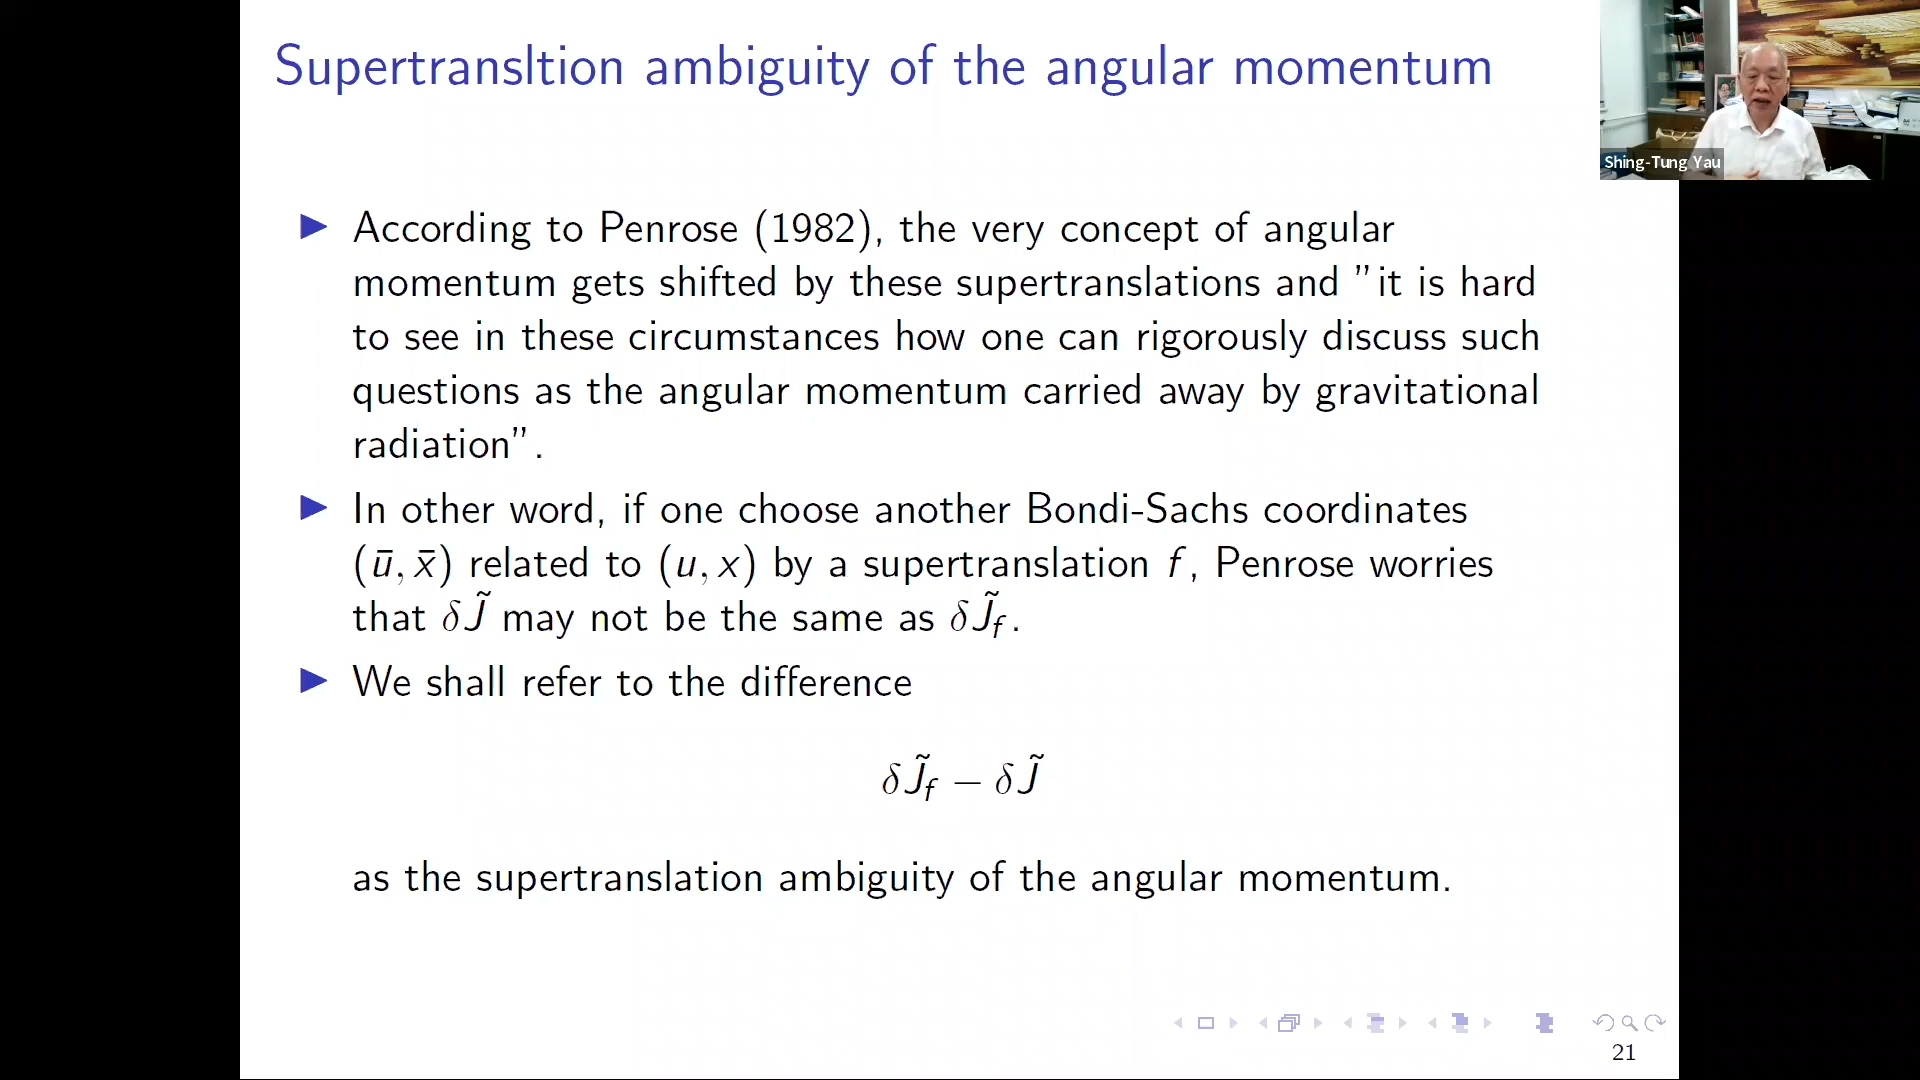 Supertransltion ambiguity of the angular momentum
Shing-Tung Yau
▶ According to Penrose (1982), the very concept of angular
momentum gets shifted by these supertranslations and ”it is hard
to see in these circumstances how one can rigorously discuss such
questions as the angular momentum carried away by gravitational
radiation”.
▶ In other word, if one choose another Bondi-Sachs coordinates
(ū, x̄) related to (u, x) by a supertranslation f, Penrose worries
that δJ̃ may not be the same as δJ̃_f.
▶ We shall refer to the difference
δJ̃_f − δJ̃
as the supertranslation ambiguity of the angular momentum.
21